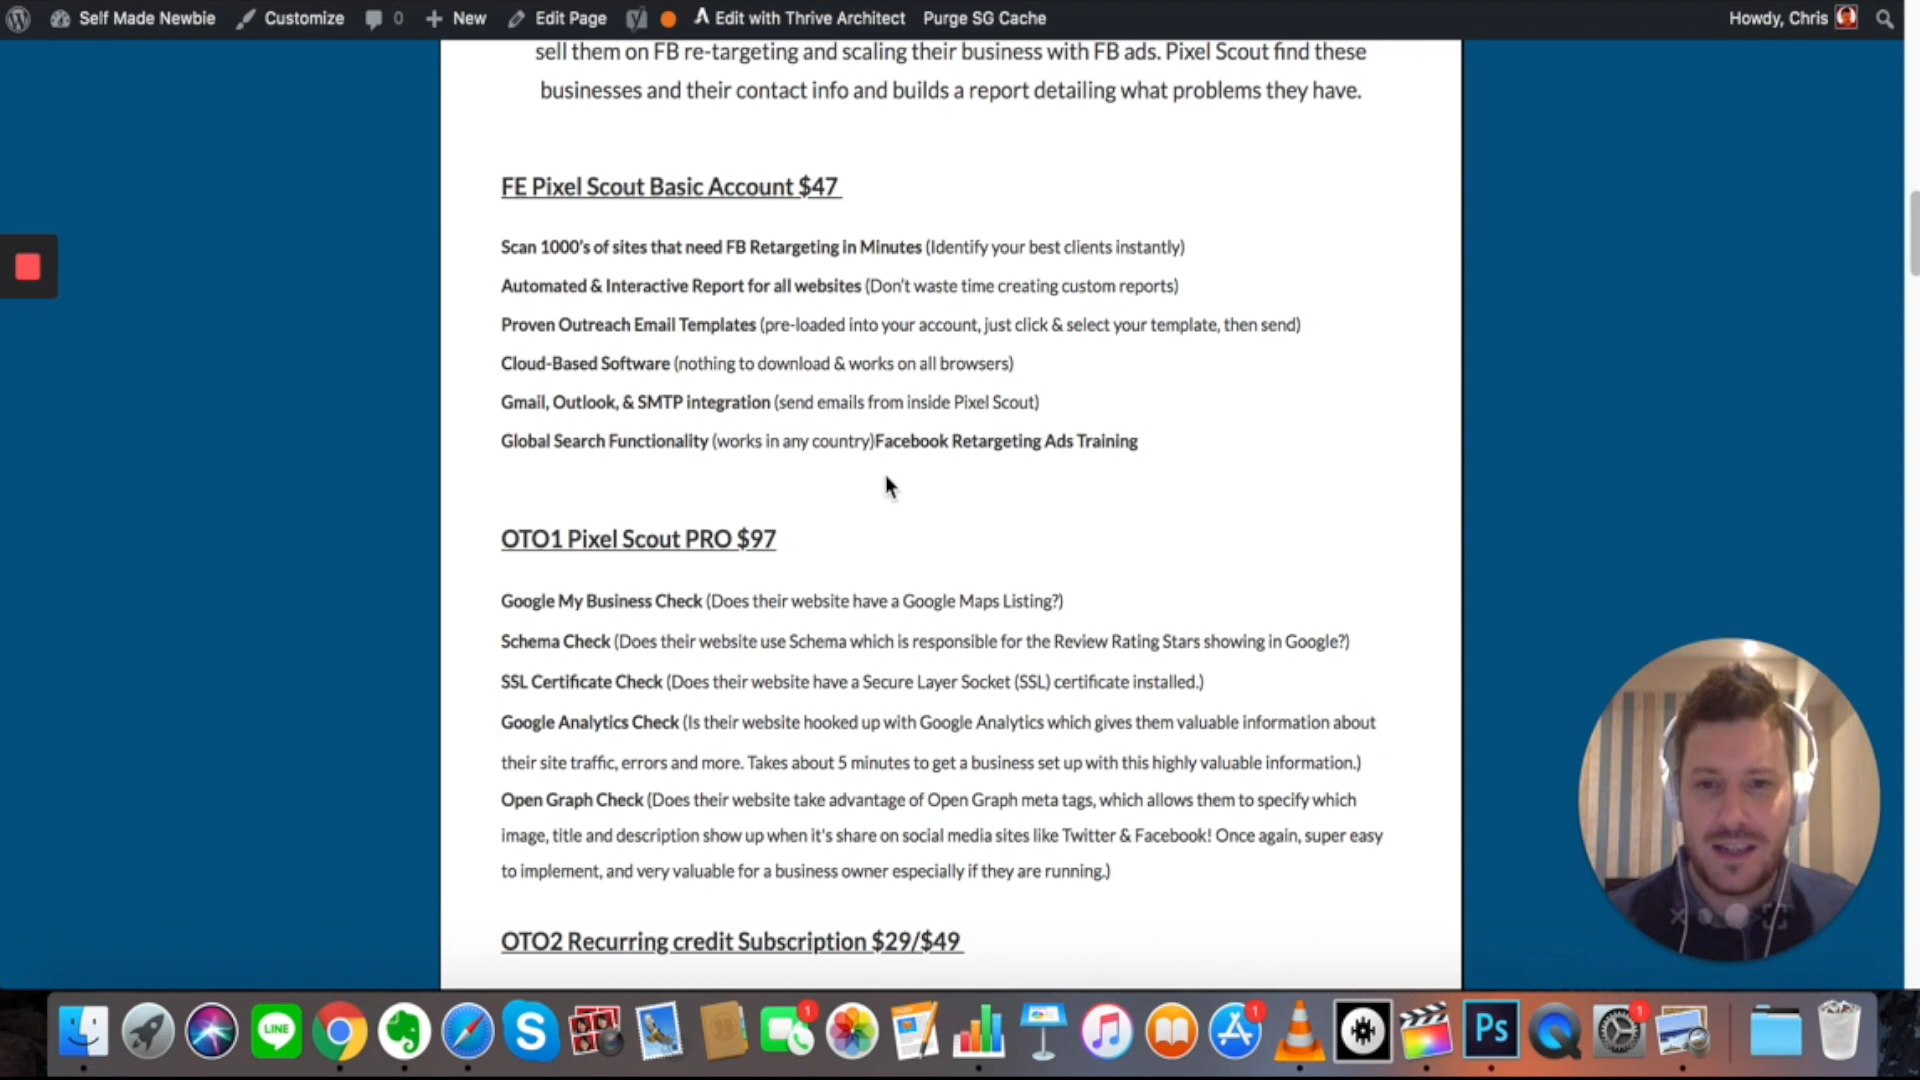 Self Made Newbie Customize 0 New Edit Page Edit with Thrive Architect Purge SG Cache Howdy, Chris
sell them on FB re-targeting and scaling their business with FB ads. Pixel Scout find these
businesses and their contact info and builds a report detailing what problems they have.
FE Pixel Scout Basic Account $47
Scan 1000's of sites that need FB Retargeting in Minutes (Identify your best clients instantly)
Automated & Interactive Report for all websites (Don't waste time creating custom reports)
Proven Outreach Email Templates (pre-loaded into your account, just click & select your template, then send)
Cloud-Based Software (nothing to download & works on all browsers)
Gmail, Outlook, & SMTP integration (send emails from inside Pixel Scout)
Global Search Functionality (works in any country)Facebook Retargeting Ads Training
OTO1 Pixel Scout PRO $97
Google My Business Check (Does their website have a Google Maps Listing?)
Schema Check (Does their website use Schema which is responsible for the Review Rating Stars showing in Google?)
SSL Certificate Check (Does their website have a Secure Layer Socket (SSL) certificate installed.)
Google Analytics Check (Is their website hooked up with Google Analytics which gives them valuable information about
their site traffic, errors and more. Takes about 5 minutes to get a business set up with this highly valuable information.)
Open Graph Check (Does their website take advantage of Open Graph meta tags, which allows them to specify which
image, title and description show up when it's share on social media sites like Twitter & Facebook! Once again, super easy
to implement, and very valuable for a business owner especially if they are running.)
OTO2 Recurring credit Subscription $29/$49
LINE S 1 1 Ps 1